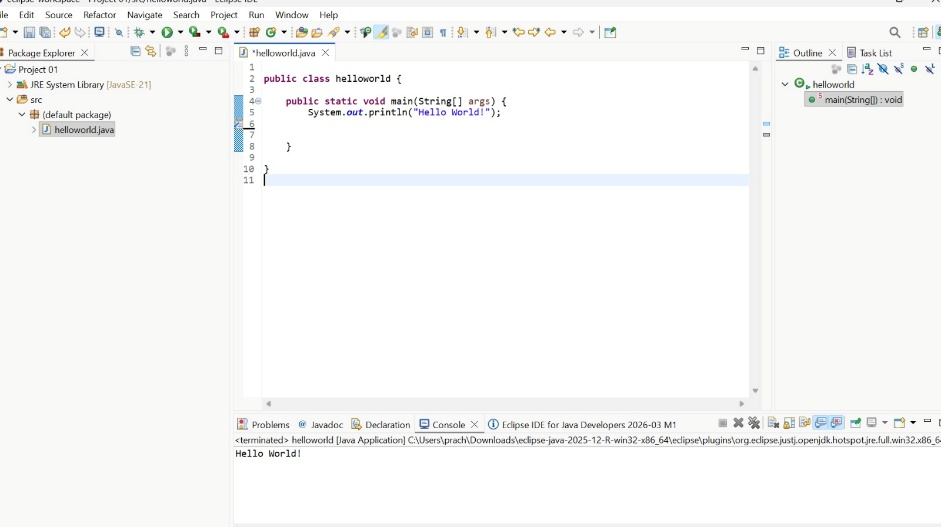 eclipse-workspace - Project 01/src/helloworld.java - Eclipse IDE
ile Edit Source Refactor Navigate Search Project Run Window Help
Package Explorer
Project 01
JRE System Library [JavaSE-21]
src
(default package)
helloworld.java
*helloworld.java
1
2 public class helloworld {
3
4 public static void main(String[] args) {
5 System.out.println("Hello World!");
6
7
8 }
9
10 }
11
Outline Task List
helloworld
main(String[]) : void
Problems Javadoc Declaration Console Eclipse IDE for Java Developers 2026-03 M1
<terminated> helloworld [Java Application] C:\Users\prach\Downloads\eclipse-java-2025-12-R-win32-x86_64\eclipse\plugins\org.eclipse.justj.openjdk.hotspot.jre.full.win32.x86_6
Hello World!